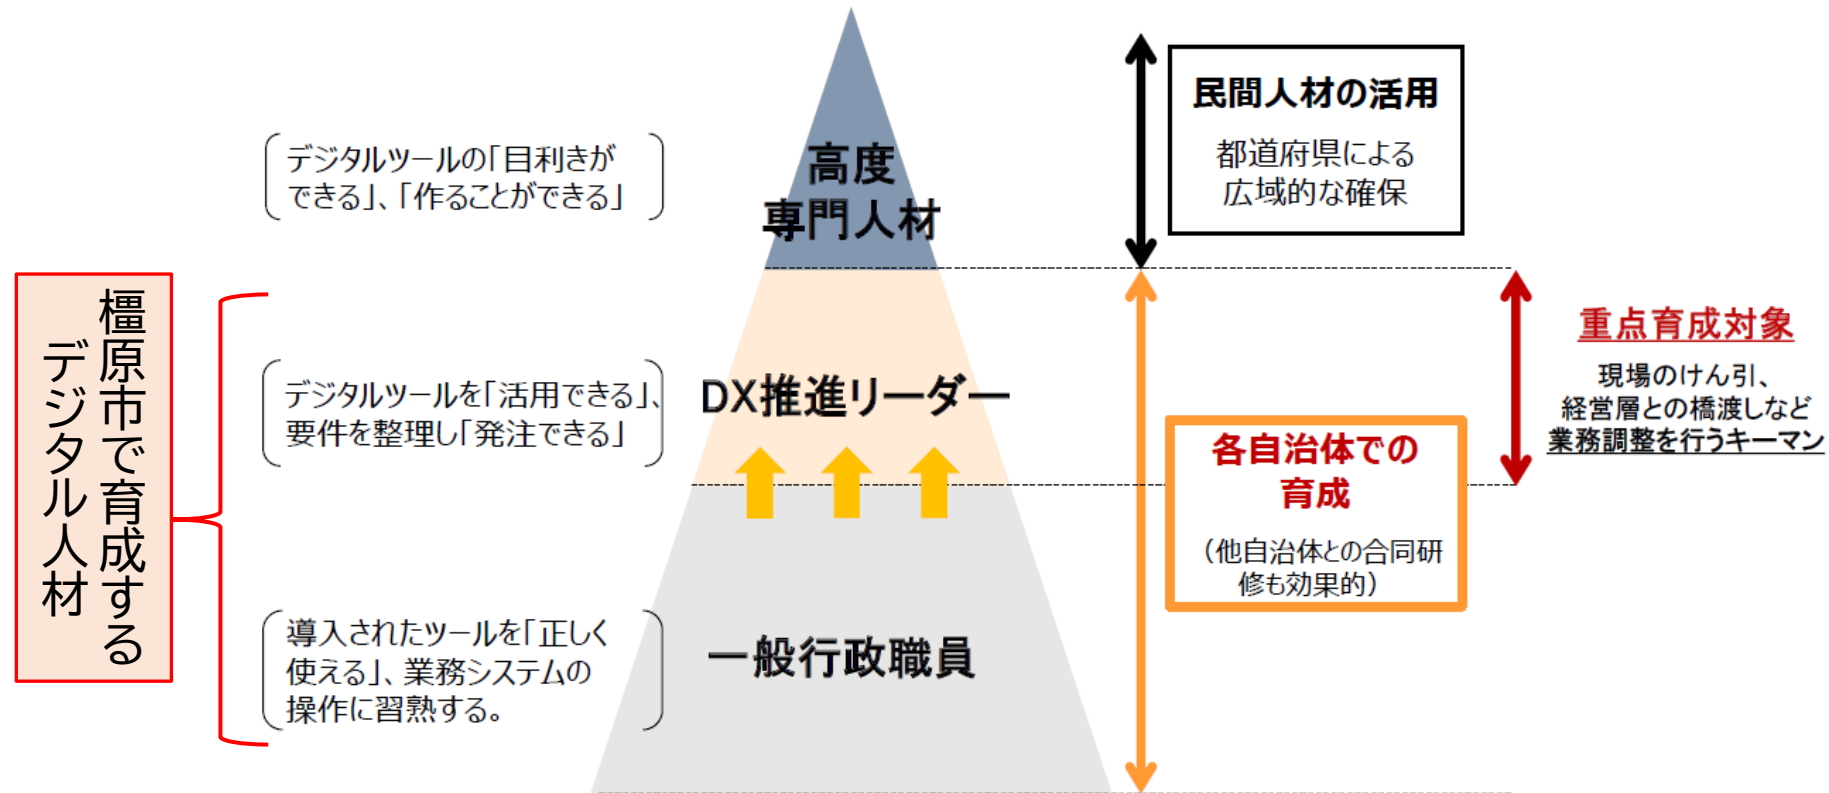 橿原市で育成する
デジタル人材
デジタルツールの「目利きが
できる」、「作ることができる」
高度
専門人材
民間人材の活用
都道府県による
広域的な確保
デジタルツールを「活用できる」、
要件を整理し「発注できる」
DX推進リーダー
重点育成対象
現場のけん引、
経営層との橋渡しなど
業務調整を行うキーマン
各自治体での
育成
（他自治体との合同研
修も効果的）
導入されたツールを「正しく
使える」、業務システムの
操作に習熟する。
一般行政職員